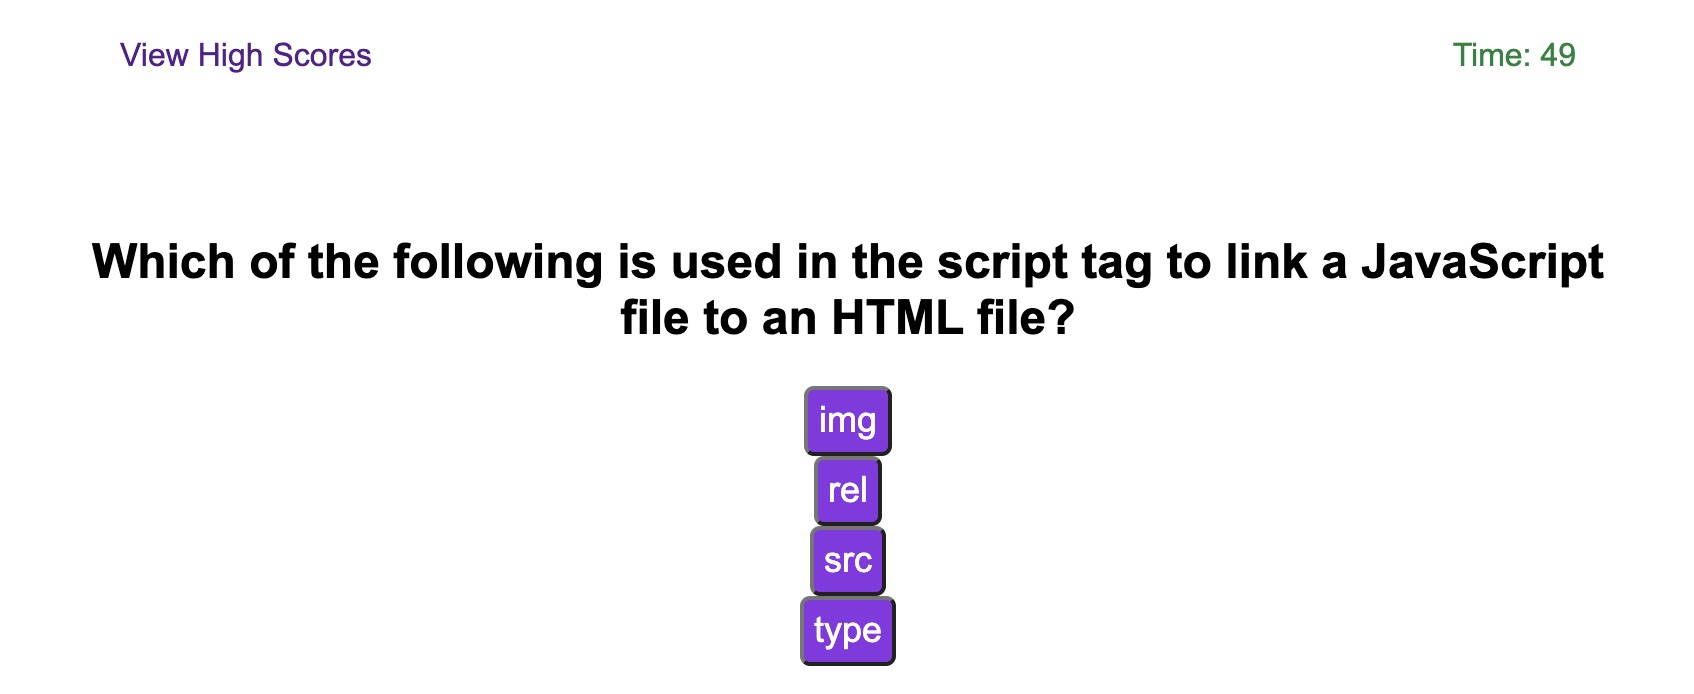 View High Scores
Time: 49
Which of the following is used in the script tag to link a JavaScript
file to an HTML file?
img
rel
src
type